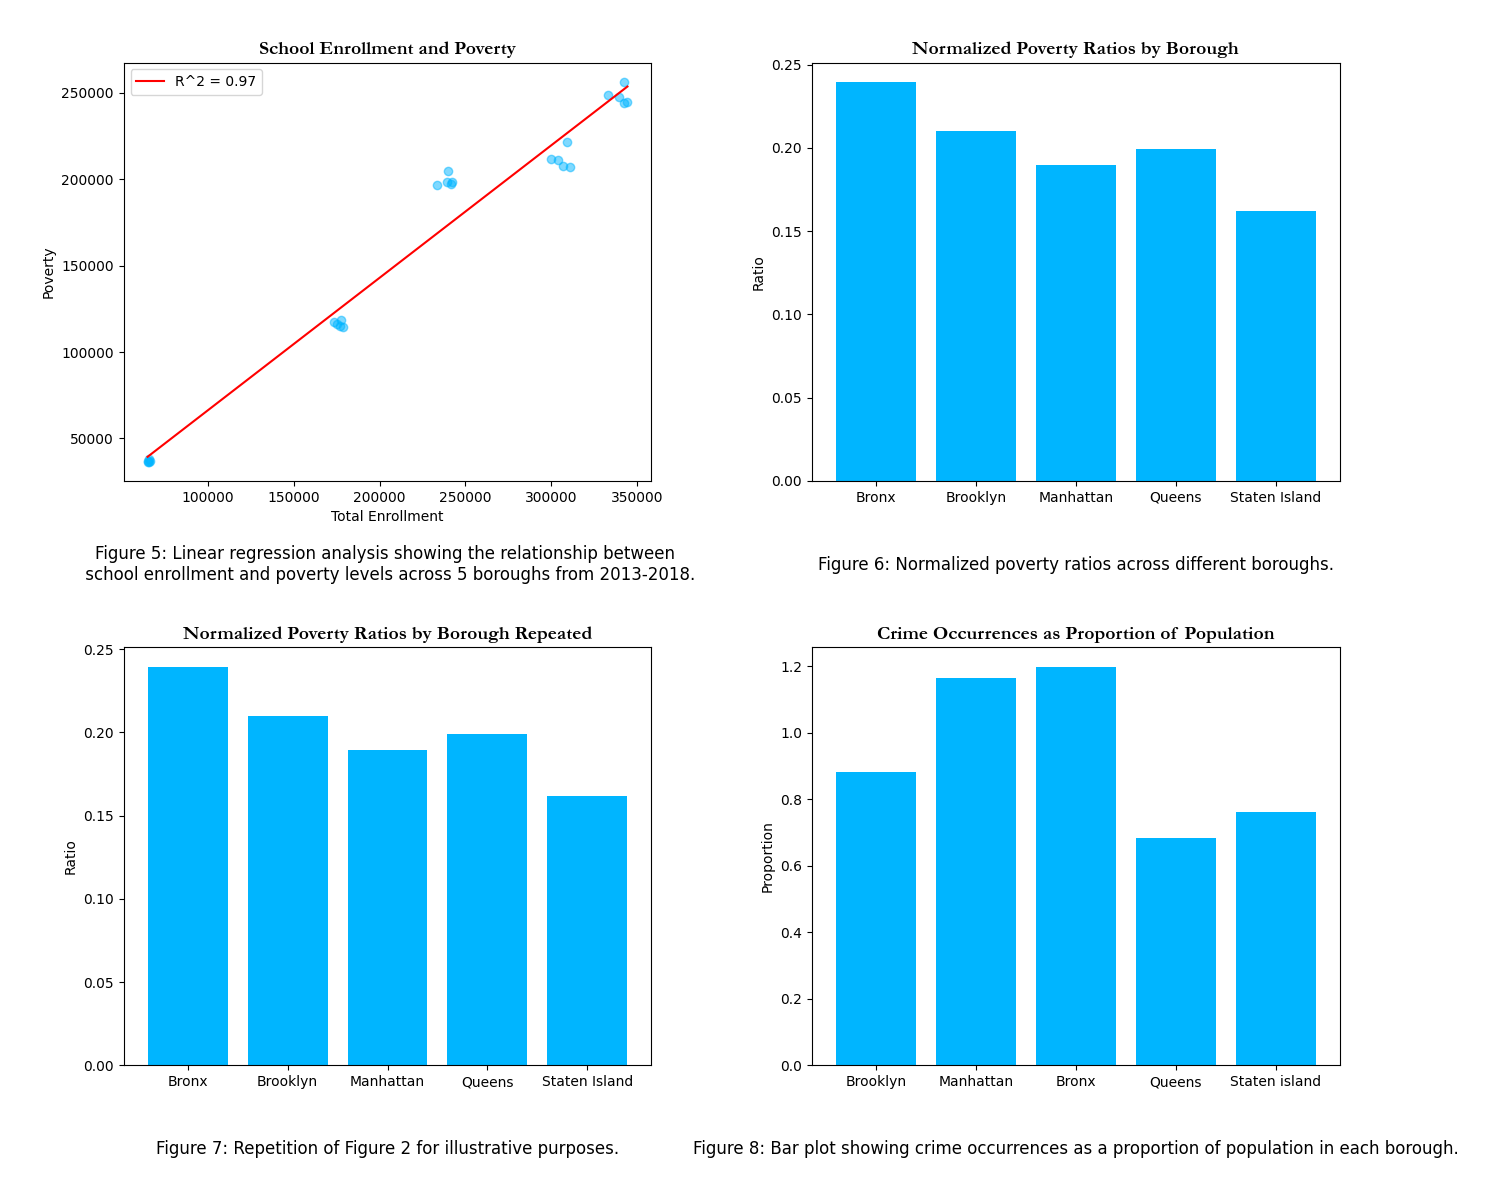 School Enrollment and Poverty
R^2 = 0.97
250000
200000
150000
100000
50000
Poverty
100000 150000 200000 250000 300000 350000
Total Enrollment
Figure 5: Linear regression analysis showing the relationship between
school enrollment and poverty levels across 5 boroughs from 2013-2018.
Normalized Poverty Ratios by Borough
0.25
0.20
0.15
0.10
0.05
0.00
Ratio
Bronx Brooklyn Manhattan Queens Staten Island
Figure 6: Normalized poverty ratios across different boroughs.
Normalized Poverty Ratios by Borough Repeated
0.25
0.20
0.15
0.10
0.05
0.00
Ratio
Bronx Brooklyn Manhattan Queens Staten Island
Figure 7: Repetition of Figure 2 for illustrative purposes.
Crime Occurrences as Proportion of Population
1.2
1.0
0.8
0.6
0.4
0.2
0.0
Proportion
Brooklyn Manhattan Bronx Queens Staten island
Figure 8: Bar plot showing crime occurrences as a proportion of population in each borough.